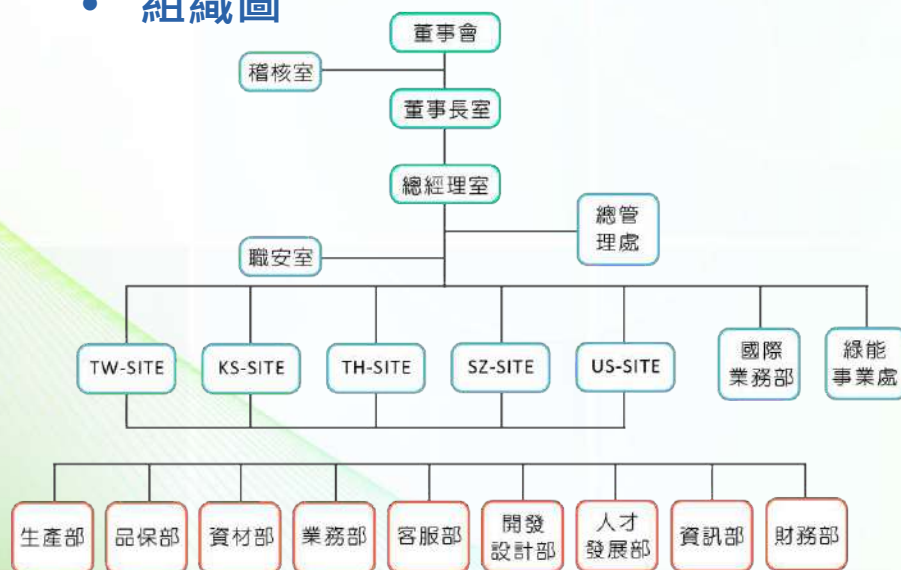 • 組織圖
董事會
稽核室
董事長室
總經理室
總管
理處
職安室
TW-SITE
KS-SITE
TH-SITE
SZ-SITE
US-SITE
國際
業務部
綠能
事業處
生產部
品保部
資材部
業務部
客服部
開發
設計部
人才
發展部
資訊部
財務部